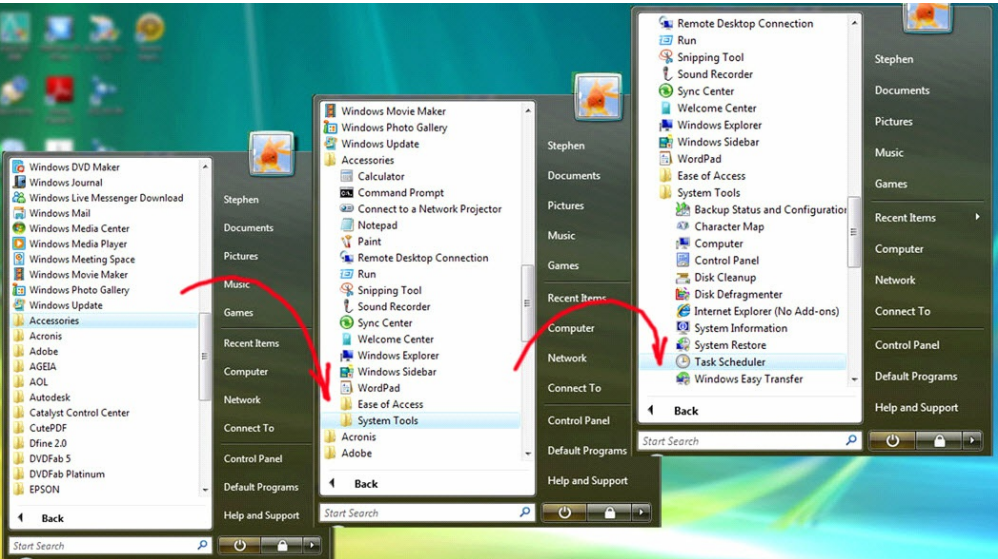 Windows DVD Maker
Windows Journal
Windows Live Messenger Download
Windows Mail
Windows Media Center
Windows Media Player
Windows Meeting Space
Windows Movie Maker
Windows Photo Gallery
Windows Update
Accessories
Acronis
Adobe
AGEIA
AOL
Autodesk
Catalyst Control Center
CutePDF
Dfine 2.0
DVDFab 5
DVDFab Platinum
EPSON
Back
Start Search
Stephen
Documents
Pictures
Music
Games
Recent Items
Computer
Network
Connect To
Control Panel
Default Programs
Help and Support
Windows Movie Maker
Windows Photo Gallery
Windows Update
Accessories
Calculator
Command Prompt
Connect to a Network Projector
Notepad
Paint
Remote Desktop Connection
Run
Snipping Tool
Sound Recorder
Sync Center
Welcome Center
Windows Explorer
Windows Sidebar
WordPad
Ease of Access
System Tools
Acronis
Adobe
Back
Start Search
Stephen
Documents
Pictures
Music
Games
Recent Items
Computer
Network
Connect To
Control Panel
Default Programs
Help and Support
Remote Desktop Connection
Run
Snipping Tool
Sound Recorder
Sync Center
Welcome Center
Windows Explorer
Windows Sidebar
WordPad
Ease of Access
System Tools
Backup Status and Configuration
Character Map
Computer
Control Panel
Disk Cleanup
Disk Defragmenter
Internet Explorer (No Add-ons)
System Information
System Restore
Task Scheduler
Windows Easy Transfer
Back
Start Search
Stephen
Documents
Pictures
Music
Games
Recent Items
Computer
Network
Connect To
Control Panel
Default Programs
Help and Support